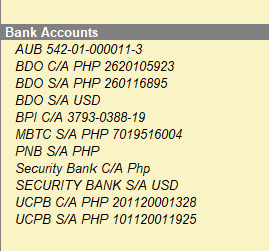 Bank Accounts
AUB 542-01-000011-3
BDO C/A PHP 2620105923
BDO S/A PHP 260116895
BDO S/A USD
BPI C/A 3793-0388-19
MBTC S/A PHP 7019516004
PNB S/A PHP
Security Bank C/A Php
SECURITY BANK S/A USD
UCPB C/A PHP 201120001328
UCPB S/A PHP 101120011925